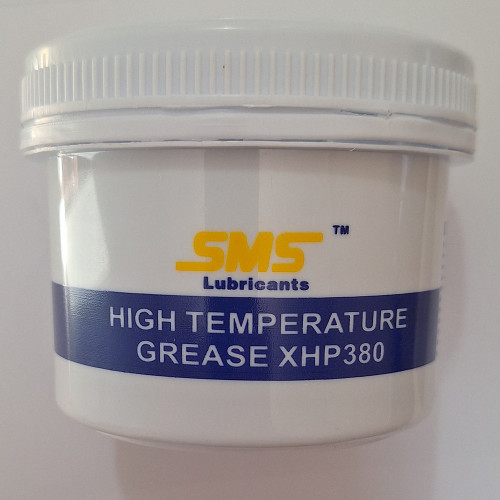 SMS ™
Lubricants
HIGH TEMPERATURE
GREASE XHP380